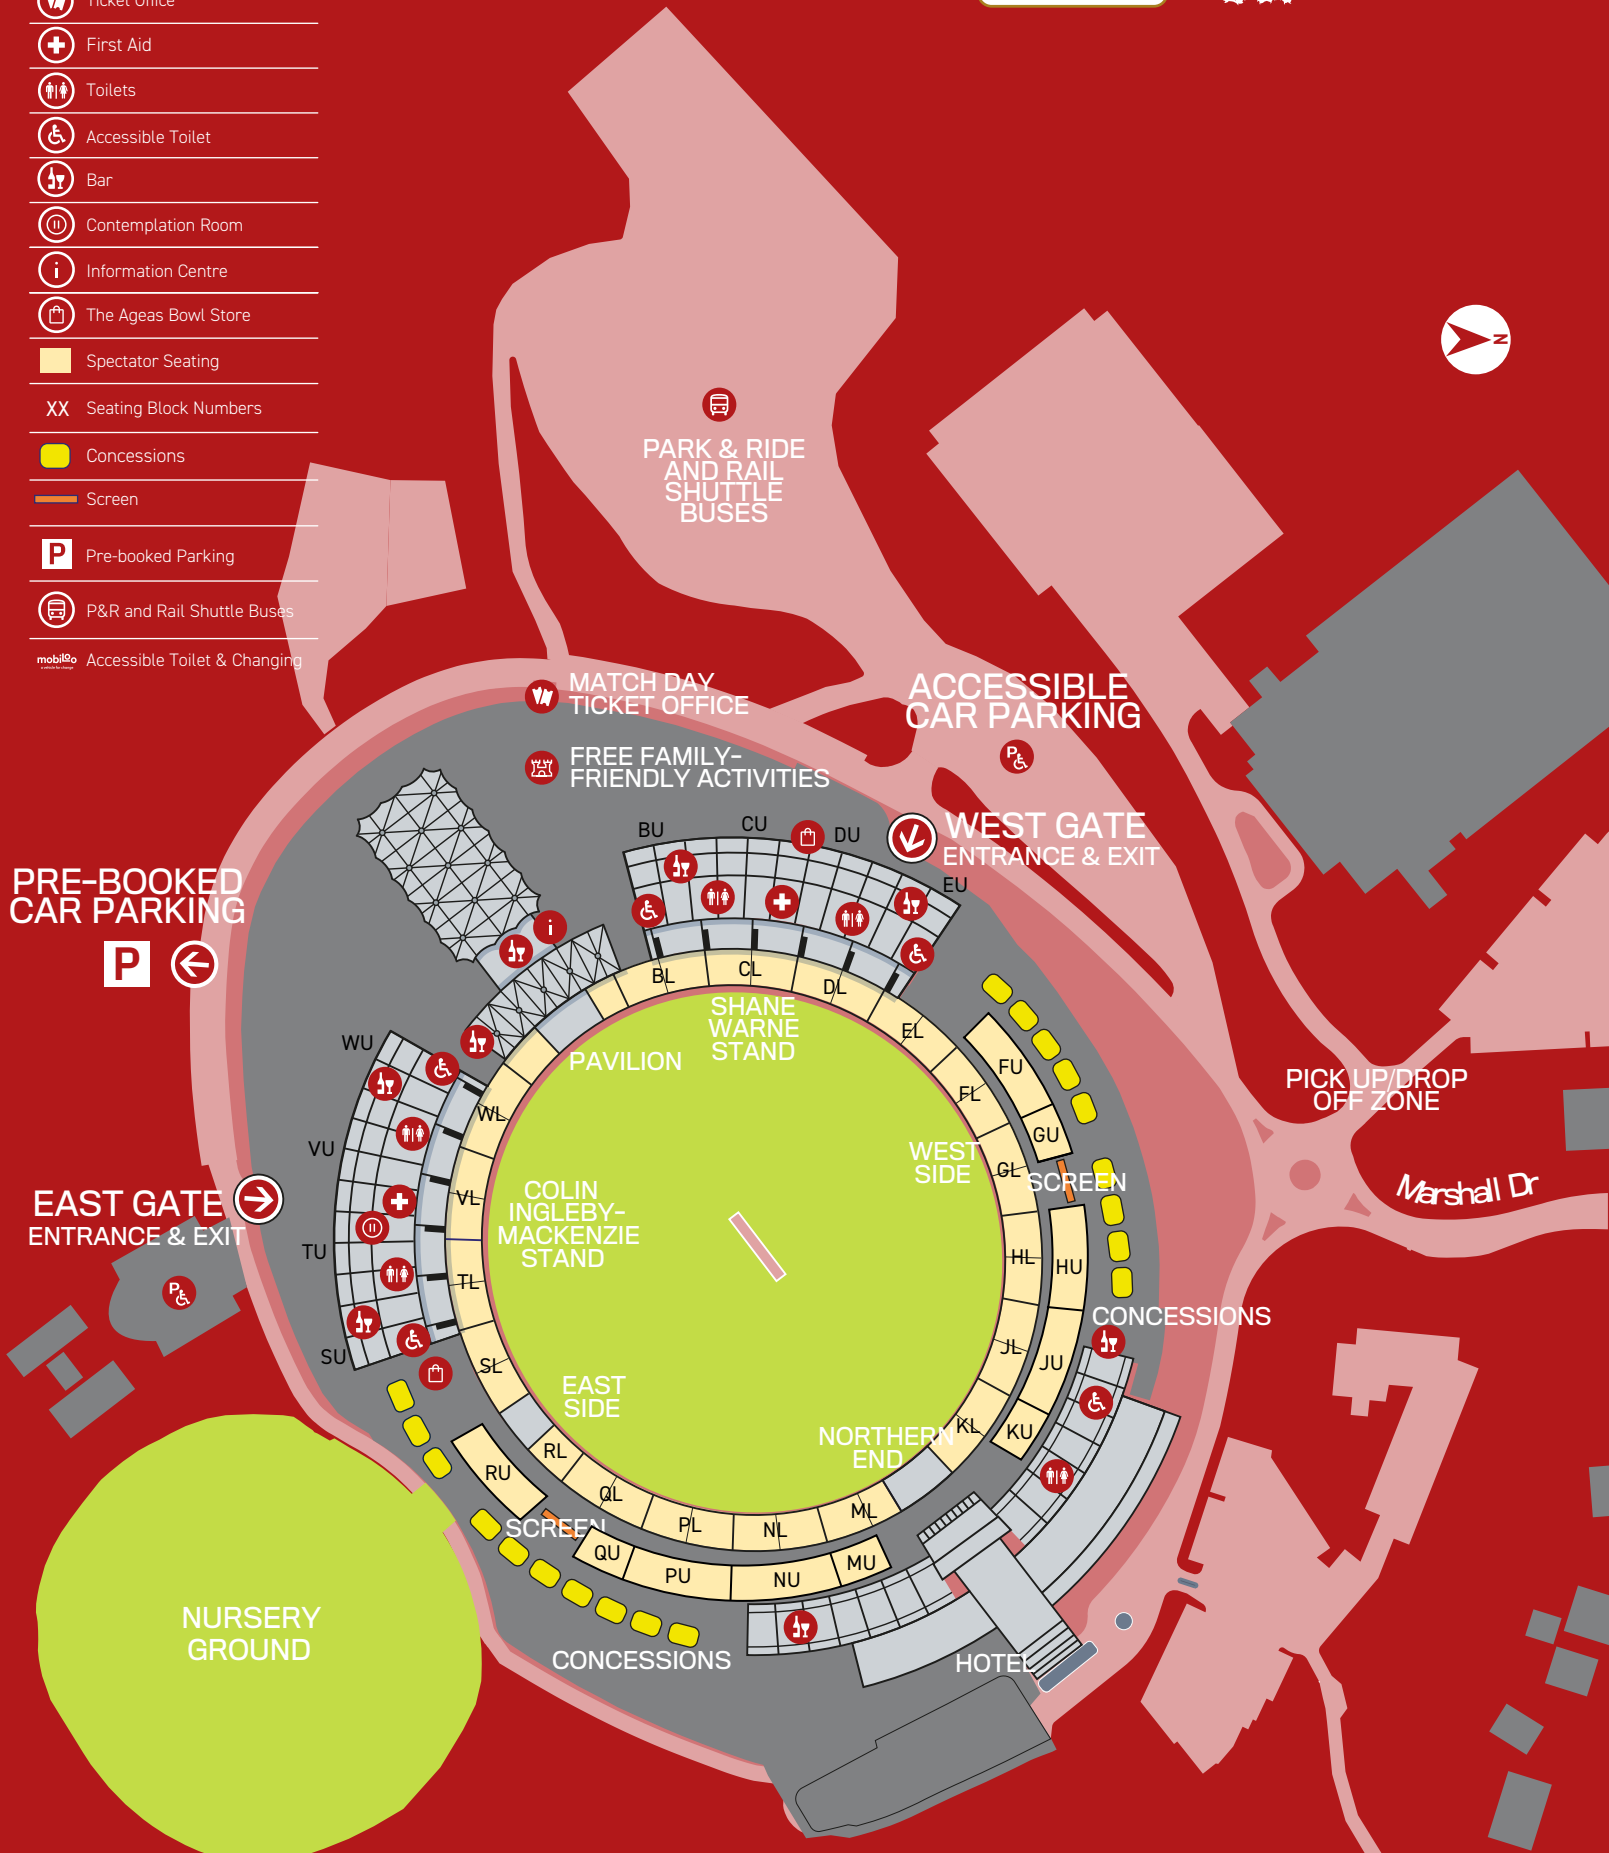 Ticket Office
First Aid
Toilets
Accessible Toilet
Bar
Contemplation Room
i
Information Centre
The Ageas Bowl Store
Spectator Seating
XX
Seating Block Numbers
Concessions
Screen
P
Pre-booked Parking
P&R and Rail Shuttle Buses
mobiloo
Accessible Toilet & Changing
N
PARK & RIDE
AND RAIL
SHUTTLE
BUSES
MATCH DAY
TICKET OFFICE
FREE FAMILY-
FRIENDLY ACTIVITIES
ACCESSIBLE
CAR PARKING
P
WEST GATE
ENTRANCE & EXIT
PRE-BOOKED
CAR PARKING
P
EAST GATE
ENTRANCE & EXIT
P
PICK UP/DROP
OFF ZONE
Marshall Dr
BU
CU
DU
EU
i
BL
CL
DL
EL
FL
GL
HL
JL
KL
ML
NL
PL
QL
RL
SL
TL
VL
WL
WU
VU
TU
SU
FU
GU
SCREEN
HU
JU
KU
CONCESSIONS
RU
SCREEN
QU
PU
NU
MU
CONCESSIONS
SHANE
WARNE
STAND
PAVILION
WEST
SIDE
COLIN
INGLEBY-
MACKENZIE
STAND
EAST
SIDE
NORTHERN
END
HOTEL
NURSERY
GROUND